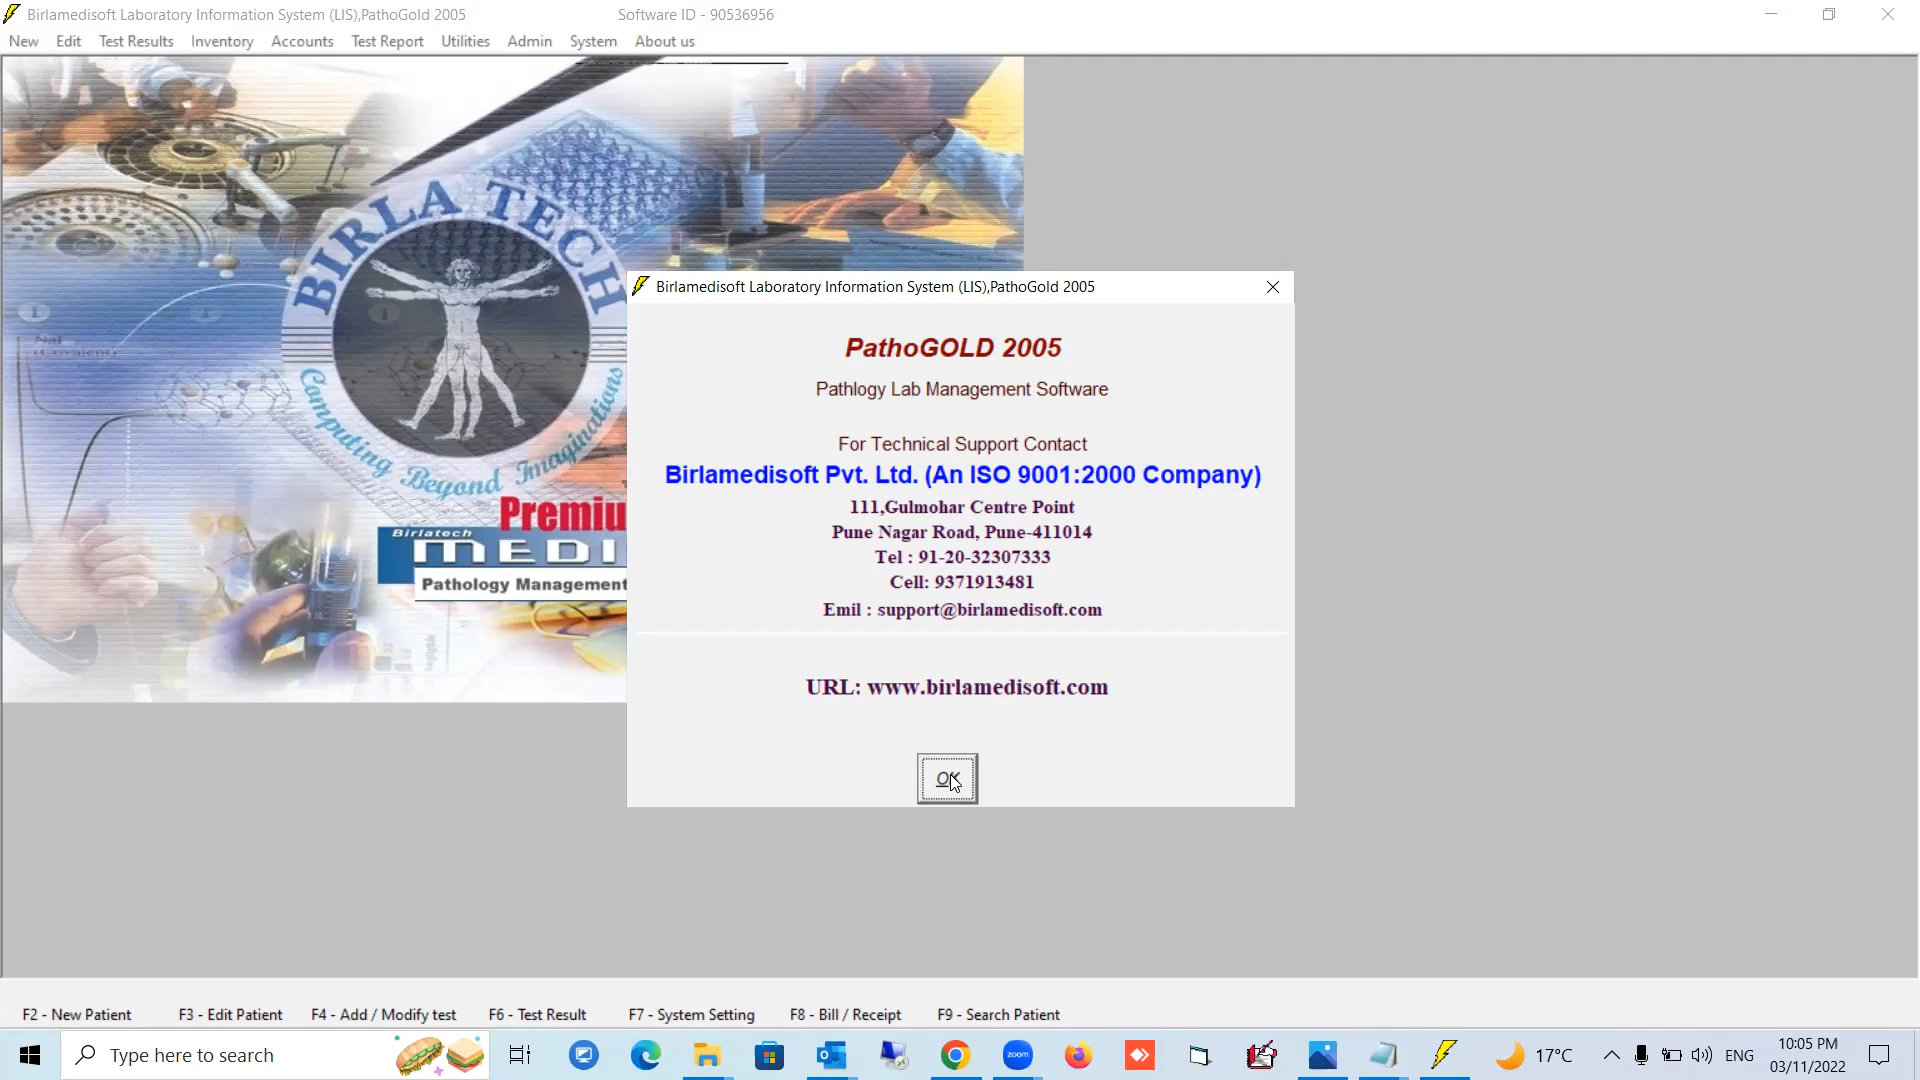 Birlamedisoft Laboratory Information System (LIS),PathoGold 2005 Software ID - 90536956
New Edit Test Results Inventory Accounts Test Report Utilities Admin System About us
BIRLA TECH
Computing Beyond Imaginations
Premiu
Birlatech
MEDI
Pathology Management
Birlamedisoft Laboratory Information System (LIS),PathoGold 2005
PathoGOLD 2005
Pathlogy Lab Management Software
For Technical Support Contact
Birlamedisoft Pvt. Ltd. (An ISO 9001:2000 Company)
111,Gulmohar Centre Point
Pune Nagar Road, Pune-411014
Tel : 91-20-32307333
Cell: 9371913481
Emil : support@birlamedisoft.com
URL: www.birlamedisoft.com
OK
F2 - New Patient F3 - Edit Patient F4 - Add / Modify test F6 - Test Result F7 - System Setting F8 - Bill / Receipt F9 - Search Patient
Type here to search
zoom
17°C
ENG
10:05 PM
03/11/2022